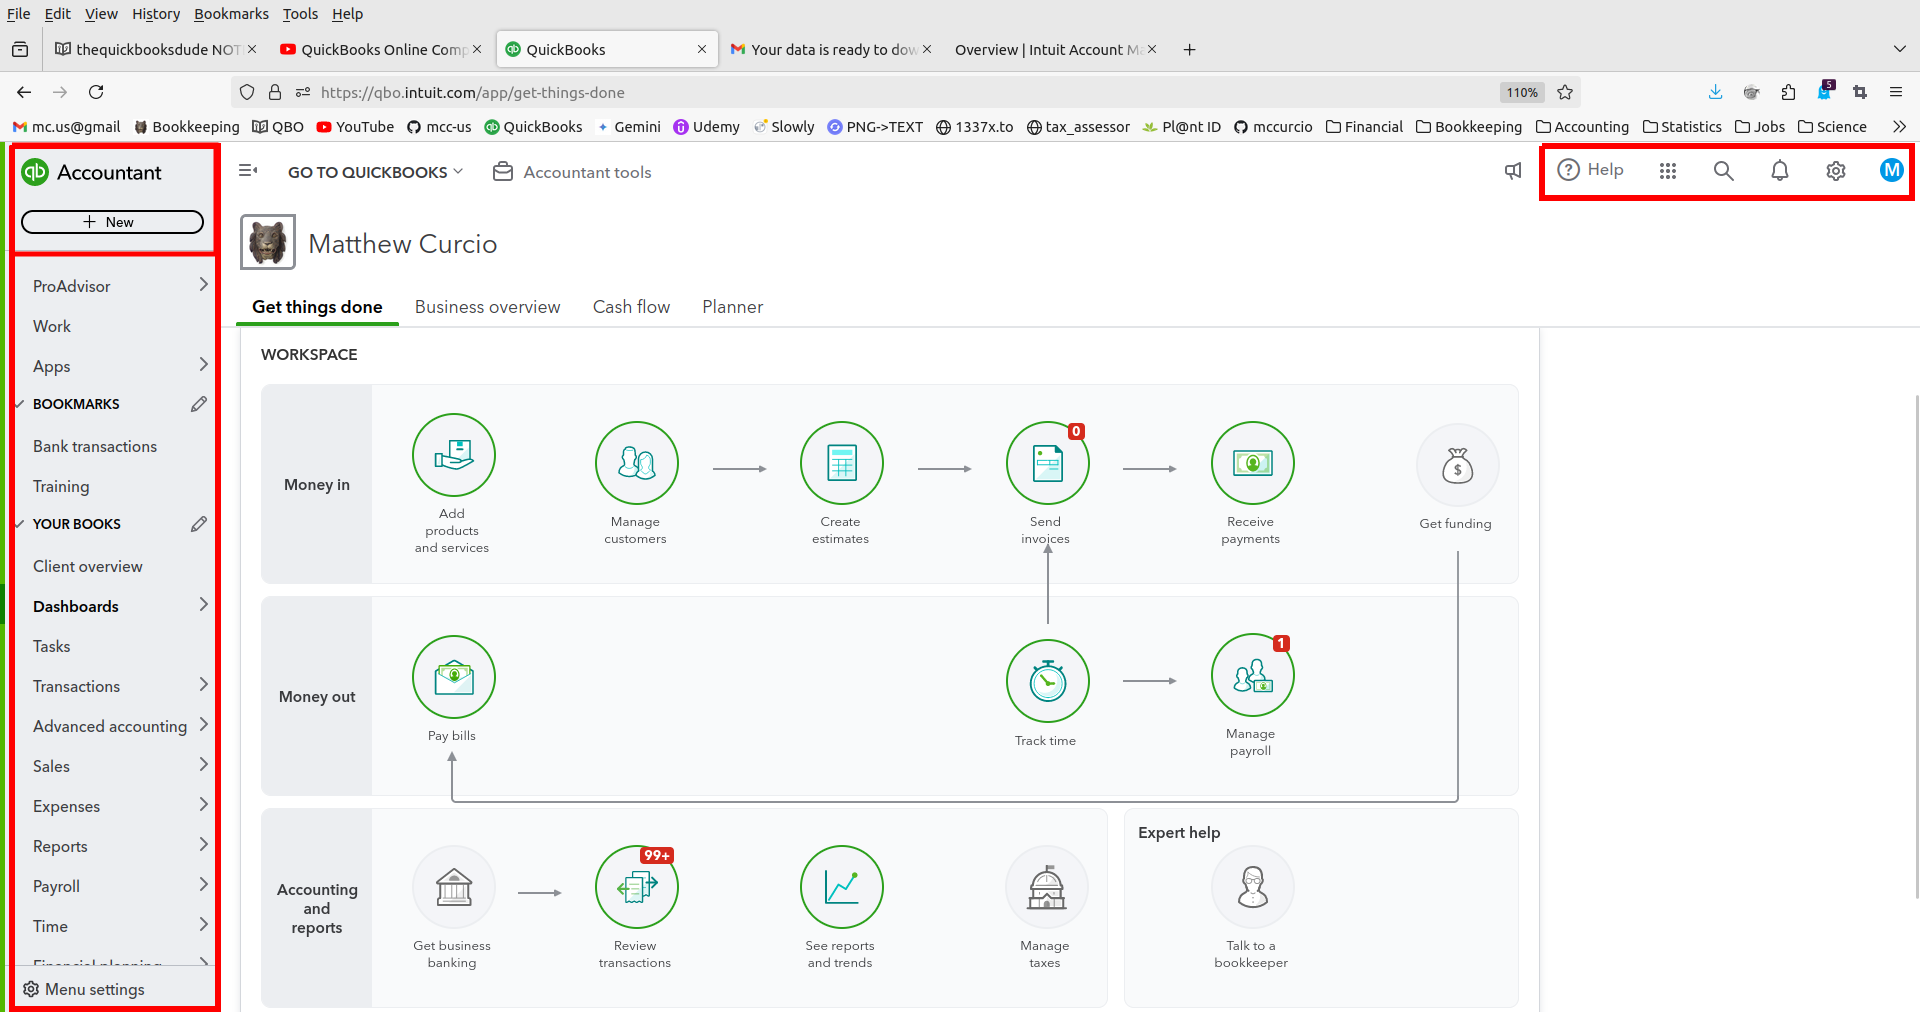 File Edit View History Bookmarks Tools Help
thequickbooksdude NOT
QuickBooks Online Comp
QuickBooks
Your data is ready to dow
Overview | Intuit Account Ma
https://qbo.intuit.com/app/get-things-done
110%
5
mc.us@gmail Bookkeeping QBO YouTube mcc-us QuickBooks Gemini Udemy Slowly PNG->TEXT 1337x.to tax_assessor Pl@nt ID mccurcio Financial Bookkeeping Accounting Statistics Jobs Science
qb Accountant
+ New
GO TO QUICKBOOKS
Accountant tools
? Help
M
Matthew Curcio
Get things done Business overview Cash flow Planner
ProAdvisor
Work
Apps
BOOKMARKS
Bank transactions
Training
YOUR BOOKS
Client overview
Dashboards
Tasks
Transactions
Advanced accounting
Sales
Expenses
Reports
Payroll
Time
Financial planning
Menu settings
WORKSPACE
Money in
Add
products
and services
Manage
customers
Create
estimates
0
Send
invoices
Receive
payments
$
Get funding
Money out
Pay bills
Track time
1
Manage
payroll
Accounting
and
reports
Get business
banking
99+
Review
transactions
See reports
and trends
Manage
taxes
Expert help
Talk to a
bookkeeper